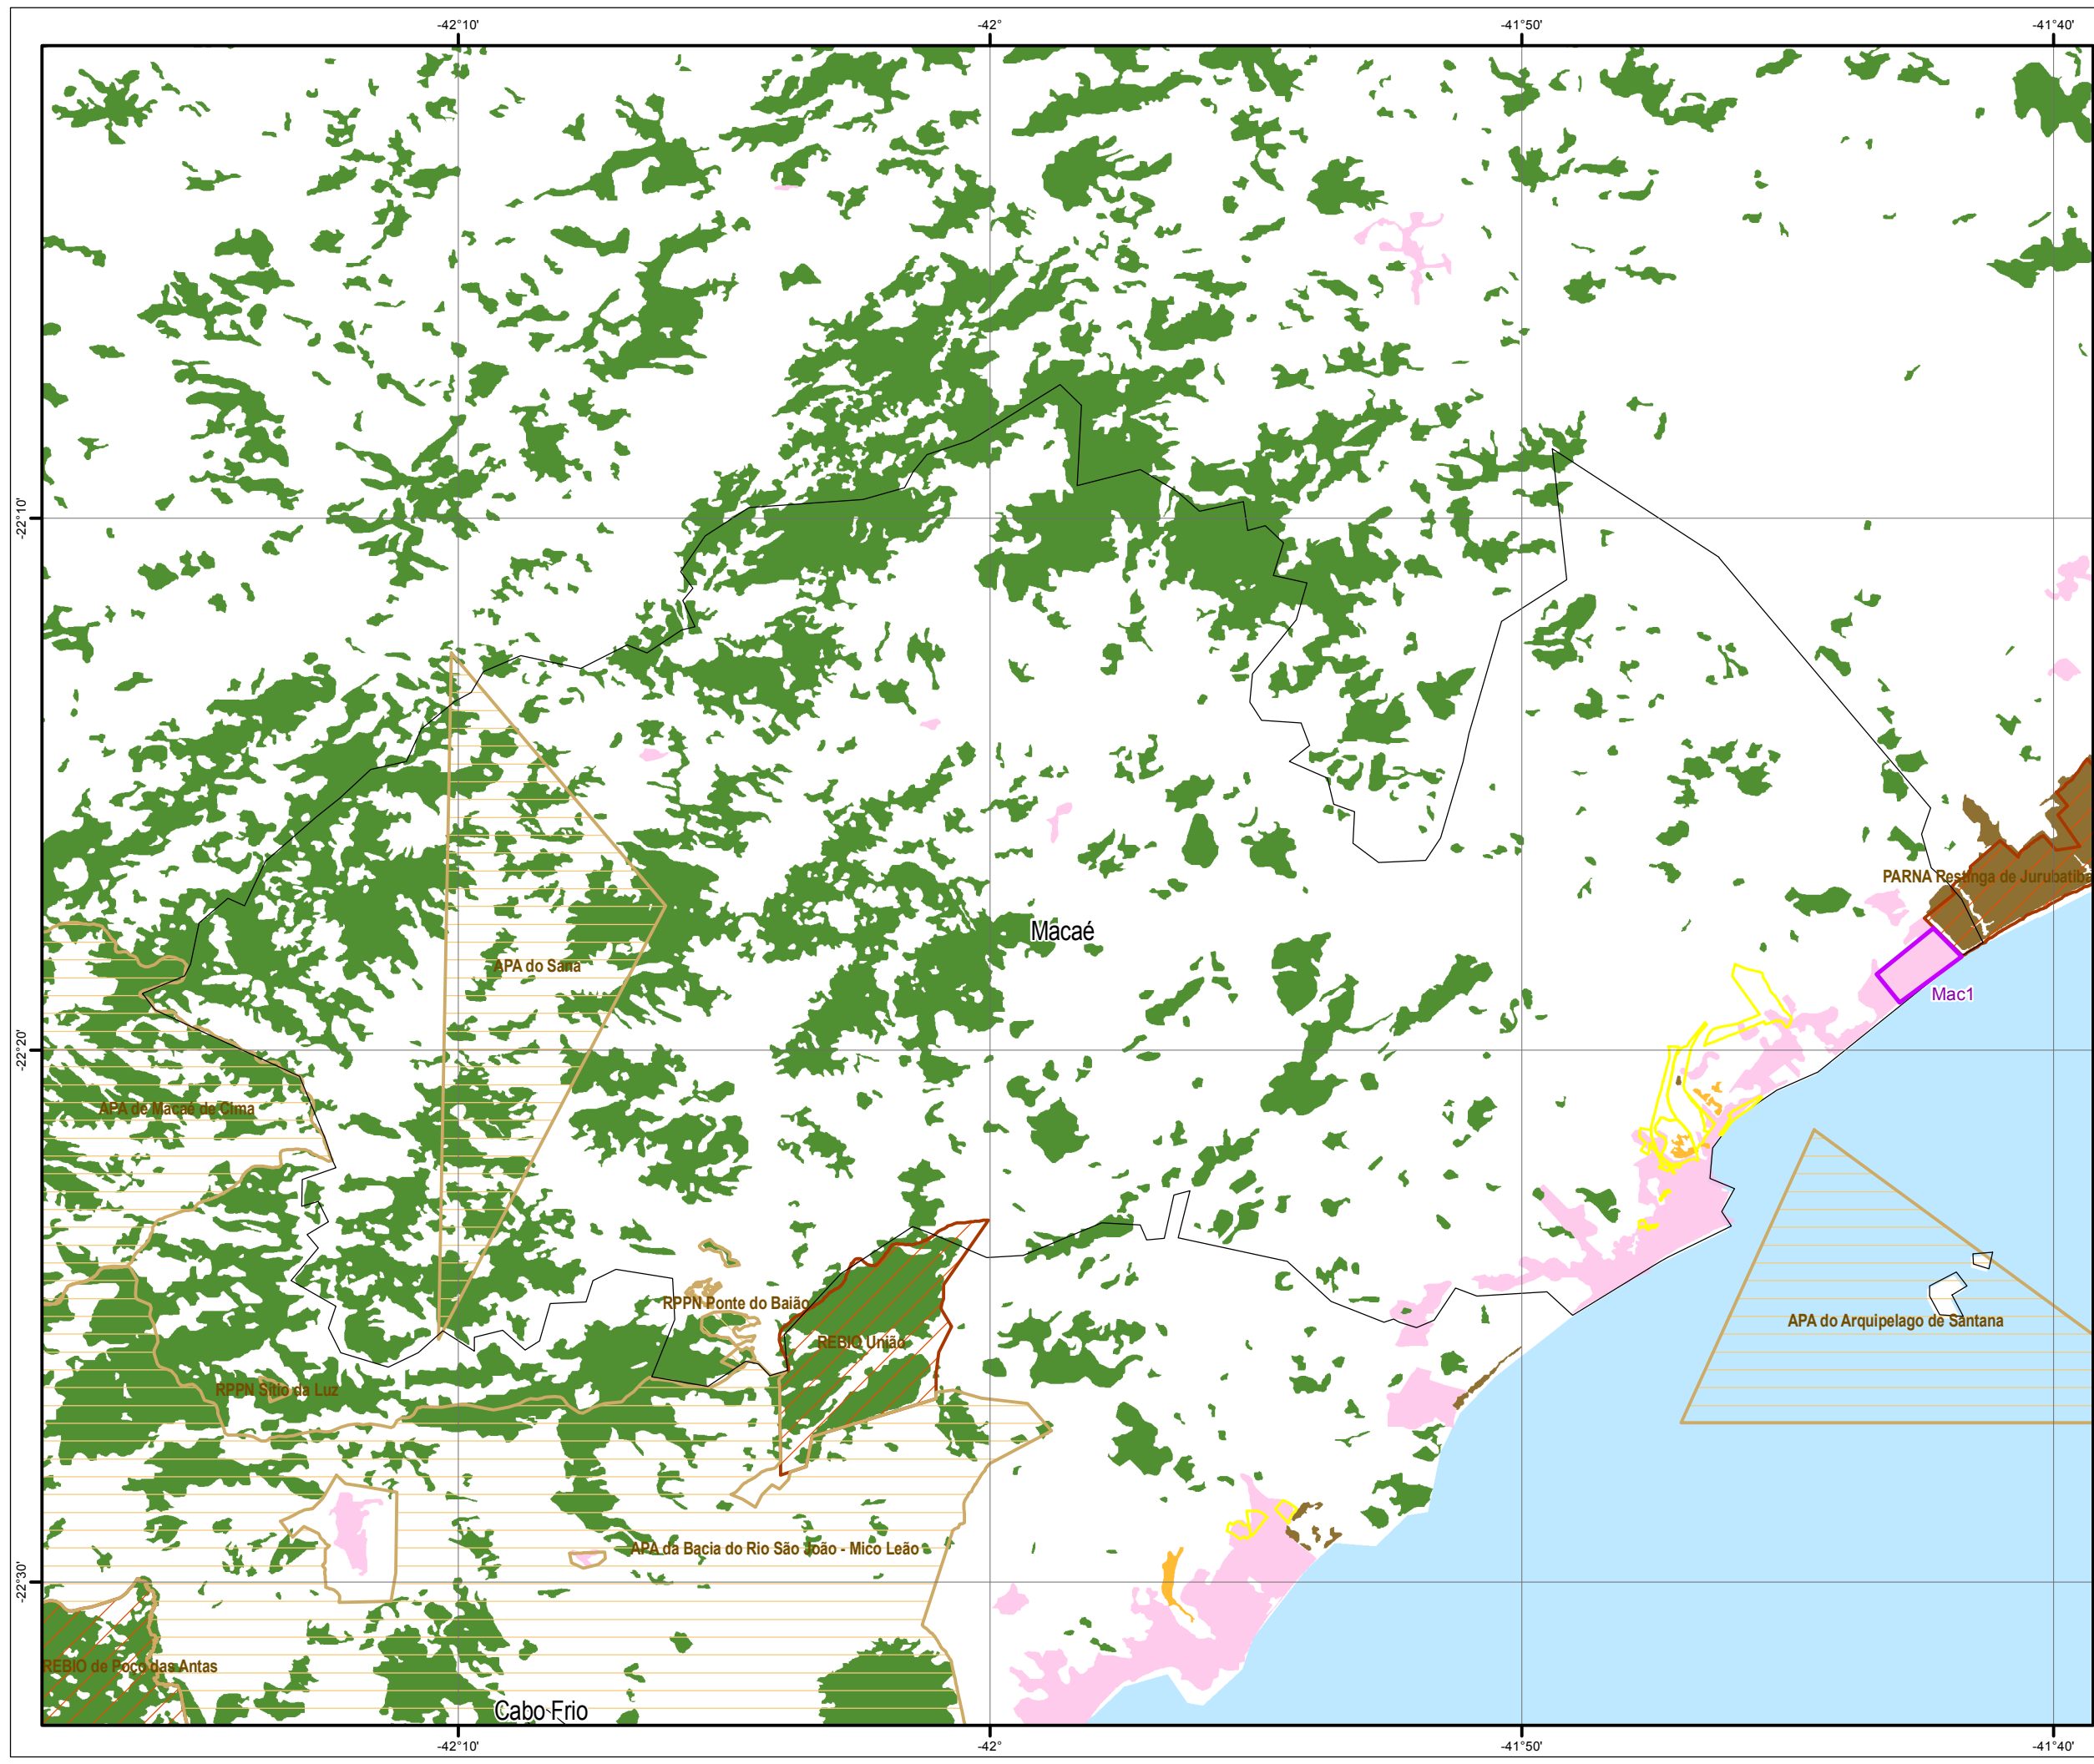 -42°10'
-42°
-41°50'
-41°40'
-22°10'
PARNA Restinga de Jurubatiba
Macaé
APA do Sana
Mac1
-22°20'
APA de Macaé de Cima
RPPN Ponte do Baião
APA do Arquipelago de Santana
REBIO União
RPPN Sítio da Luz
APA da Bacia do Rio São João - Mico Leão
-22°30'
REBIO de Poço das Antas
Cabo Frio
-42°10'
-42°
-41°50'
-41°40'